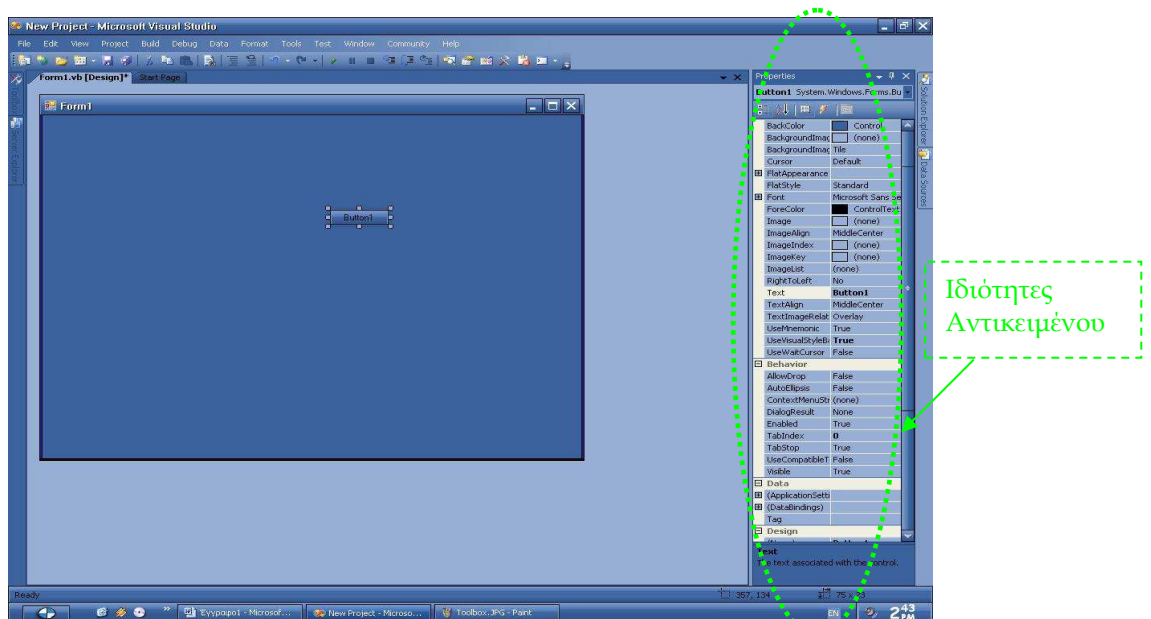 New Project - Microsoft Visual Studio
File Edit View Project Build Debug Data Format Tools Test Window Community Help
Form1.vb [Design]* Start Page
Toolbox
Server Explorer
Form1
Button1
Properties
Button1 System.Windows.Forms.Bu
BackColor Control
BackgroundImag (none)
BackgroundImag Tile
Cursor Default
FlatAppearance
FlatStyle Standard
Font Microsoft Sans Se
ForeColor ControlText
Image (none)
ImageAlign MiddleCenter
ImageIndex (none)
ImageKey (none)
ImageList (none)
RightToLeft No
Text Button1
TextAlign MiddleCenter
TextImageRelat Overlay
UseMnemonic True
UseVisualStyleBa True
UseWaitCursor False
Behavior
AllowDrop False
AutoEllipsis False
ContextMenuStr (none)
DialogResult None
Enabled True
TabIndex 0
TabStop True
UseCompatibleT False
Visible True
Data
(ApplicationSetti
(DataBindings)
Tag
Design
Text
The text associated with the control.
Solution Explorer
Data Sources
Ιδιότητες
Αντικειμένου
Ready 357, 134 75 x 23
Έγγραφο1 - Microsof... New Project - Microso... Toolbox.JPG - Paint EN 2 43 PM